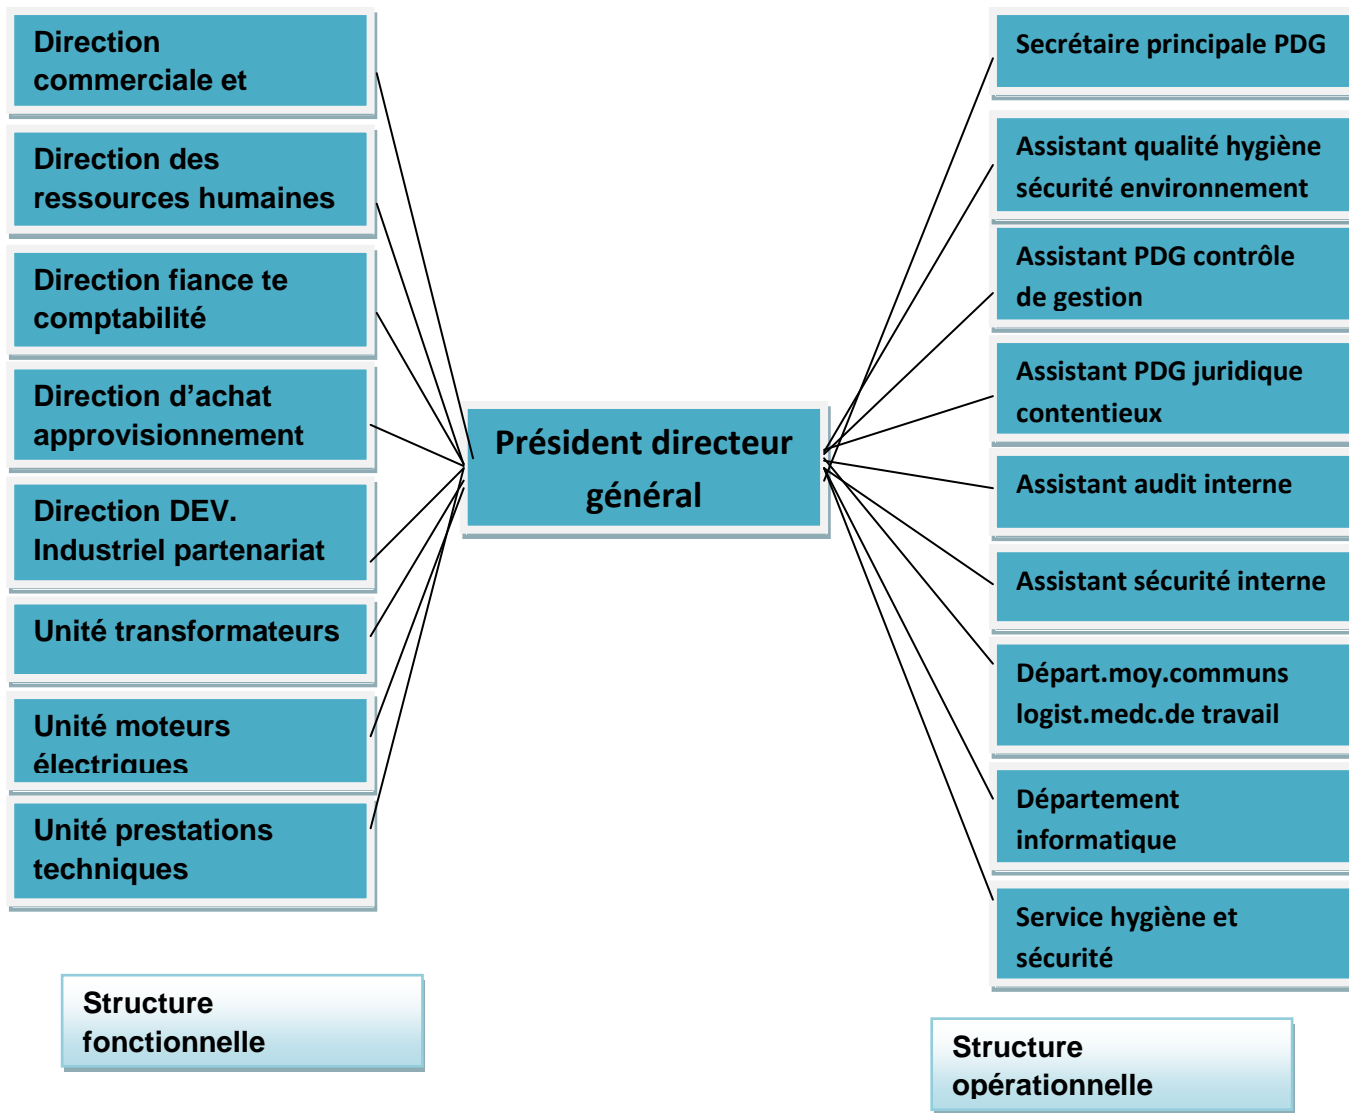 Direction
commerciale et
Direction des
ressources humaines
Direction fiance te
comptabilité
Direction d’achat
approvisionnement
Direction DEV.
Industriel partenariat
Unité transformateurs
Unité moteurs
électriques
Unité prestations
techniques
Structure
fonctionnelle
Président directeur
général
Secrétaire principale PDG
Assistant qualité hygiène
sécurité environnement
Assistant PDG contrôle
de gestion
Assistant PDG juridique
contentieux
Assistant audit interne
Assistant sécurité interne
Départ.moy.communs
logist.medc.de travail
Département
informatique
Service hygiène et
sécurité
Structure
opérationnelle